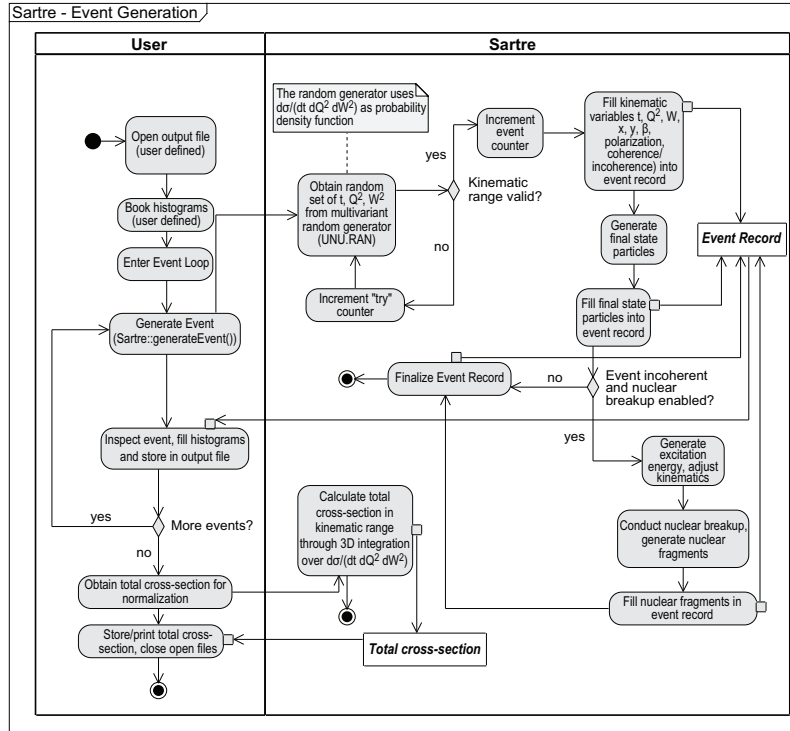 Sartre - Event Generation
User
Sartre
Open output file
(user defined)
Book histograms
(user defined)
Enter Event Loop
Generate Event
(Sartre::generateEvent())
Inspect event, fill histograms
and store in output file
yes
More events?
no
Obtain total cross-section for
normalization
Store/print total cross-
section, close open files
The random generator uses
dσ/(dt dQ² dW²) as probability
density function
Obtain random
set of t, Q², W²
from multivariant
random generator
(UNU.RAN)
yes
Kinematic
range valid?
no
Increment "try"
counter
Increment
event
counter
Fill kinematic
variables t, Q², W,
x, y, β,
polarization,
coherence/
incoherence) into
event record
Generate
final state
particles
Event Record
Fill final state
particles into
event record
Finalize Event Record
no
Event incoherent
and nuclear
breakup enabled?
yes
Generate
excitation
energy, adjust
kinematics
Conduct nuclear breakup,
generate nuclear
fragments
Fill nuclear fragments in
event record
Calculate total
cross-section in
kinematic range
through 3D integration
over dσ/(dt dQ² dW²)
Total cross-section